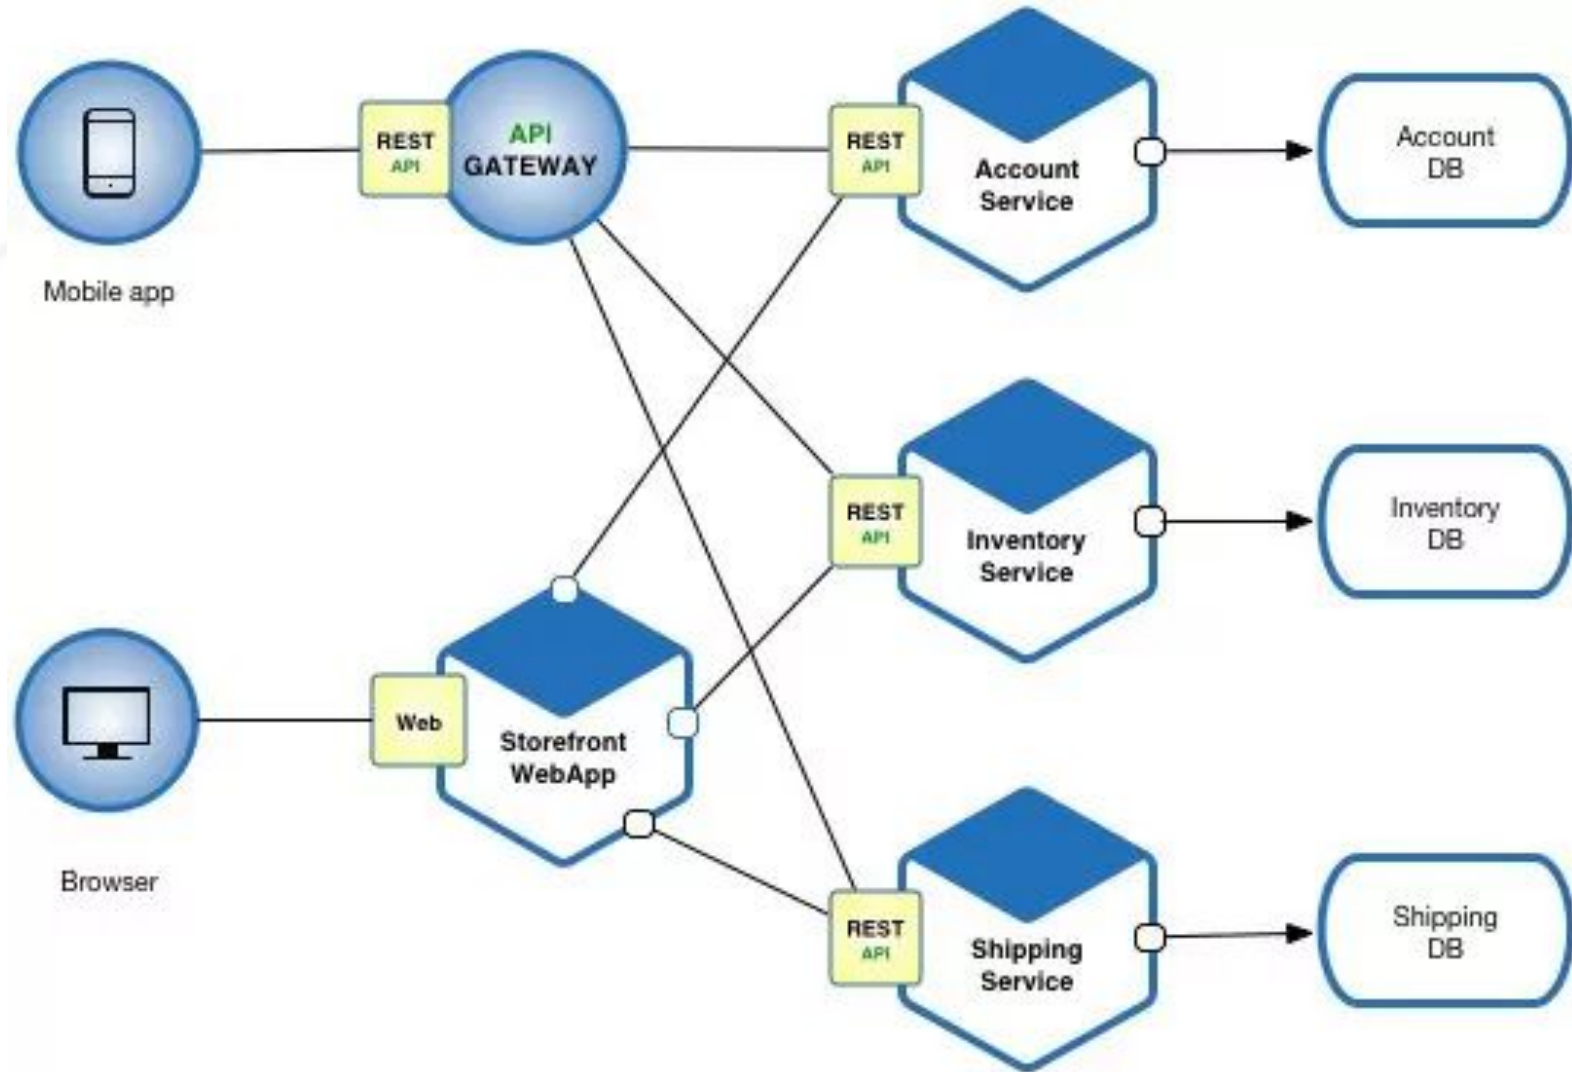 REST
API
API
GATEWAY
REST
API
Account
Service
Account
DB
Mobile app
REST
API
Inventory
Service
Inventory
DB
Web
Storefront
WebApp
Browser
REST
API
Shipping
Service
Shipping
DB